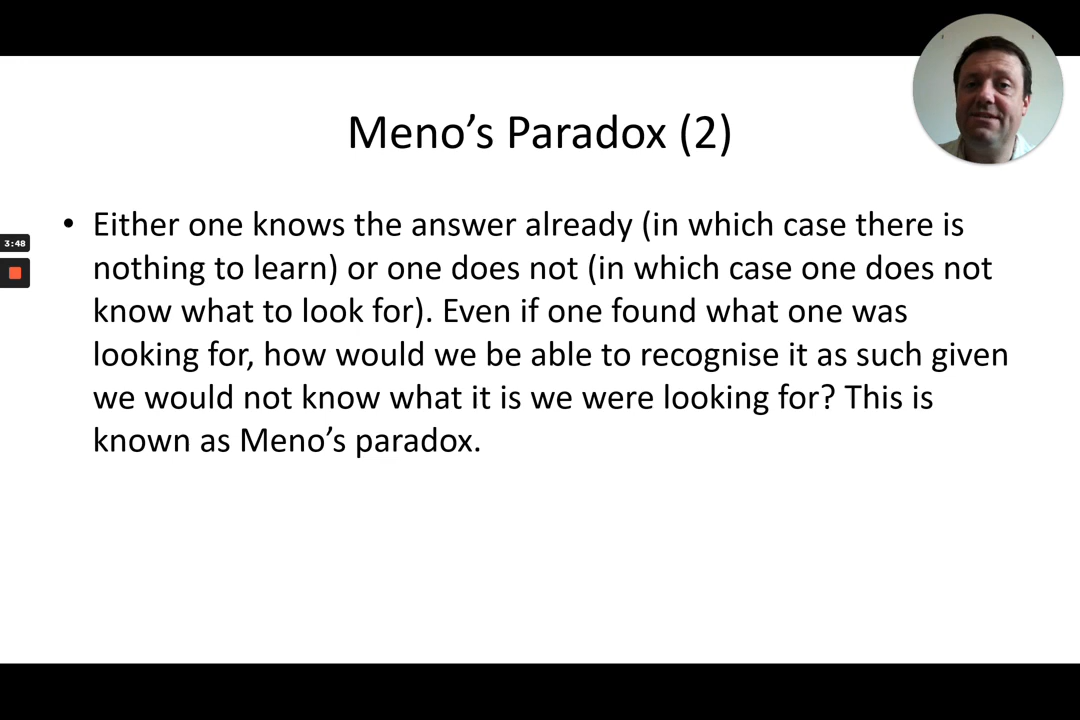 Meno’s Paradox (2)
• Either one knows the answer already (in which case there is
nothing to learn) or one does not (in which case one does not
know what to look for). Even if one found what one was
looking for, how would we be able to recognise it as such given
we would not know what it is we were looking for? This is
known as Meno’s paradox.
3:48